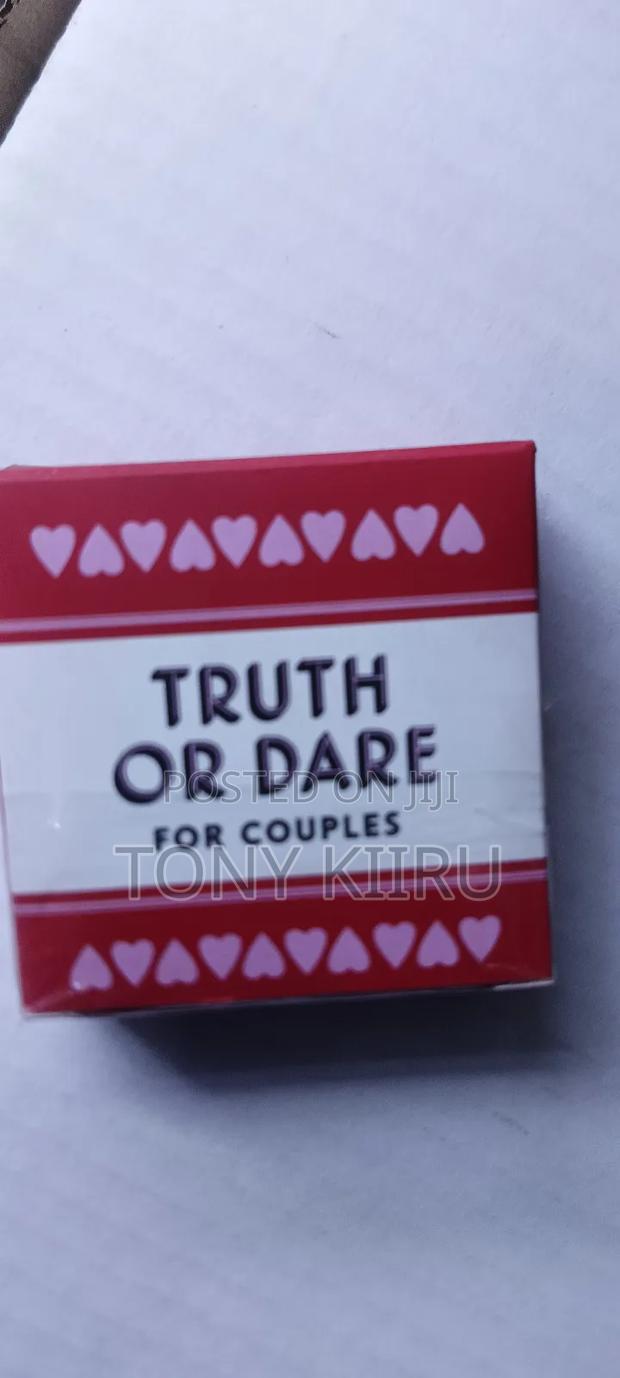 TRUTH
OR DARE
POSTED ON JIJI
FOR COUPLES
TONY KIIRU